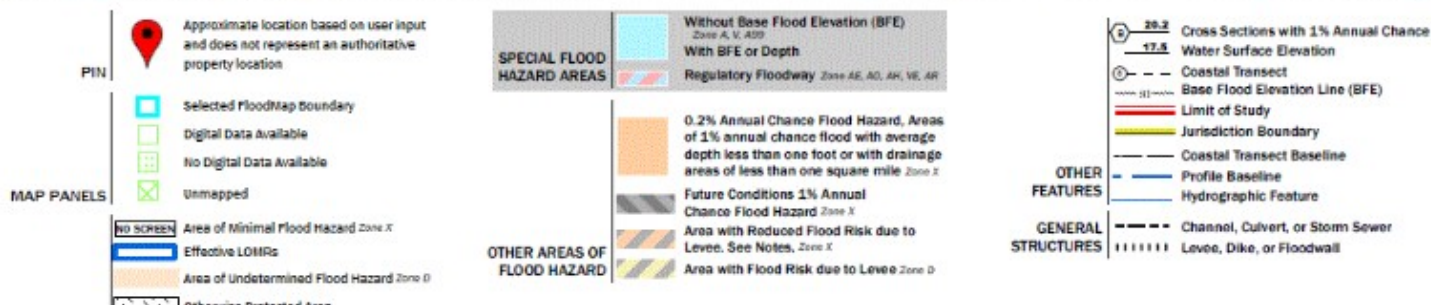 PIN
Approximate location based on user input
and does not represent an authoritative
property location
MAP PANELS
Selected FloodMap Boundary
Digital Data Available
No Digital Data Available
Unmapped
NO SCREEN Area of Minimal Flood Hazard Zone X
Effective LOMRs
Area of Undetermined Flood Hazard Zone D
Otherwise Protected Area
SPECIAL FLOOD
HAZARD AREAS
Without Base Flood Elevation (BFE)
Zone A, V, A99
With BFE or Depth
Regulatory Floodway Zone AE, AO, AH, VE, AR
OTHER AREAS OF
FLOOD HAZARD
0.2% Annual Chance Flood Hazard, Areas
of 1% annual chance flood with average
depth less than one foot or with drainage
areas of less than one square mile Zone X
Future Conditions 1% Annual
Chance Flood Hazard Zone X
Area with Reduced Flood Risk due to
Levee. See Notes. Zone X
Area with Flood Risk due to Levee Zone D
OTHER
FEATURES
20.2 Cross Sections with 1% Annual Chance
17.5 Water Surface Elevation
Coastal Transect
Base Flood Elevation Line (BFE)
Limit of Study
Jurisdiction Boundary
Coastal Transect Baseline
Profile Baseline
Hydrographic Feature
GENERAL
STRUCTURES
Channel, Culvert, or Storm Sewer
Levee, Dike, or Floodwall